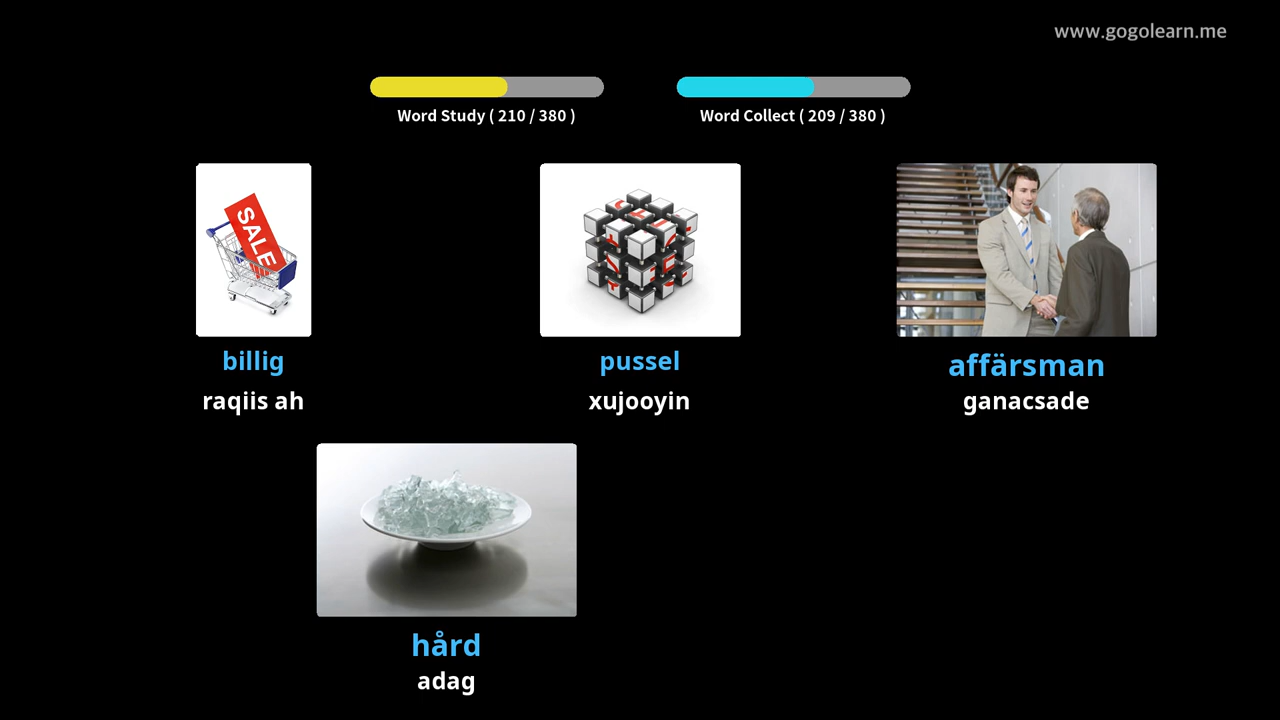 www.gogolearn.me
Word Study ( 210 / 380 )
Word Collect ( 209 / 380 )
SALE
billig
pussel
affärsman
raqiis ah
xujooyin
ganacsade
hård
adag